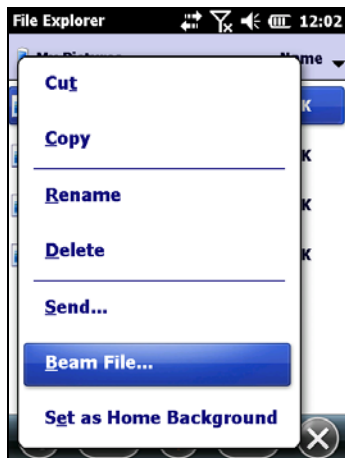 File Explorer 12:02
Name
Cut
Copy
Rename
Delete
Send...
Beam File...
Set as Home Background
K
K
K
K